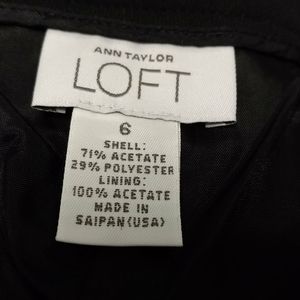 ANN TAYLOR
LOFT
6
SHELL:
71% ACETATE
29% POLYESTER
LINING:
100% ACETATE
MADE IN
SAIPAN(USA)